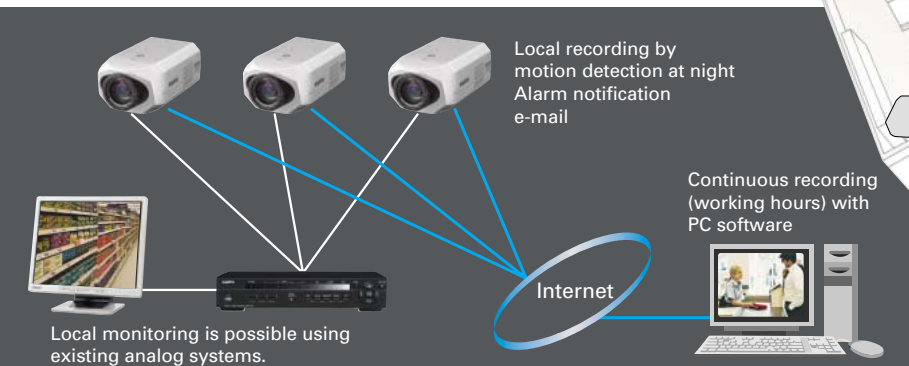 Local recording by
motion detection at night
Alarm notification
e-mail
Continuous recording
(working hours) with
PC software
Internet
Local monitoring is possible using
existing analog systems.